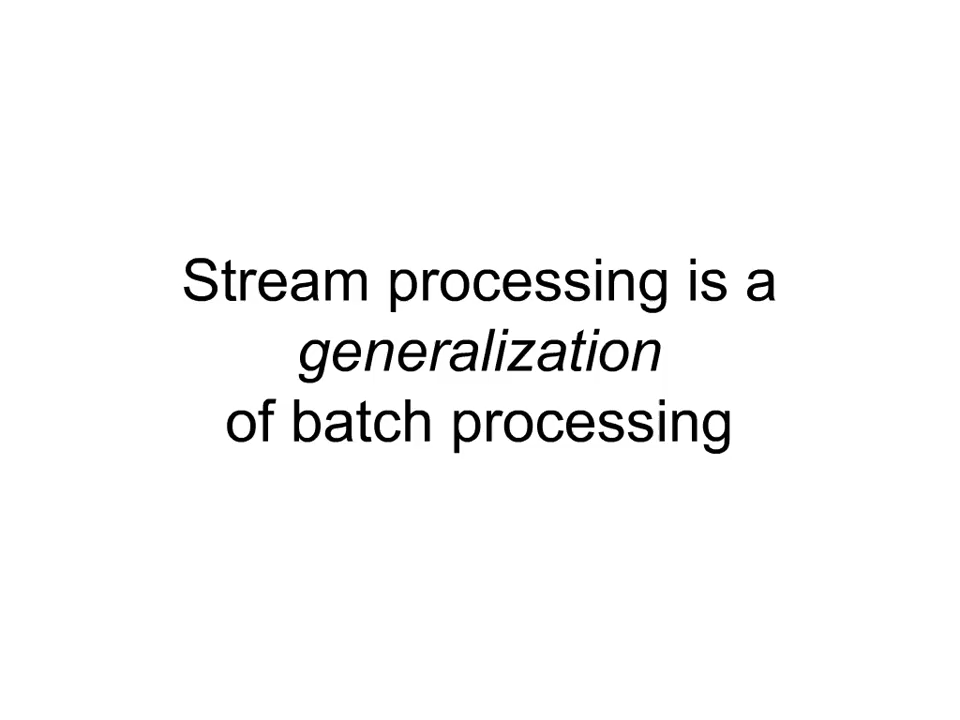 Stream processing is a
generalization
of batch processing